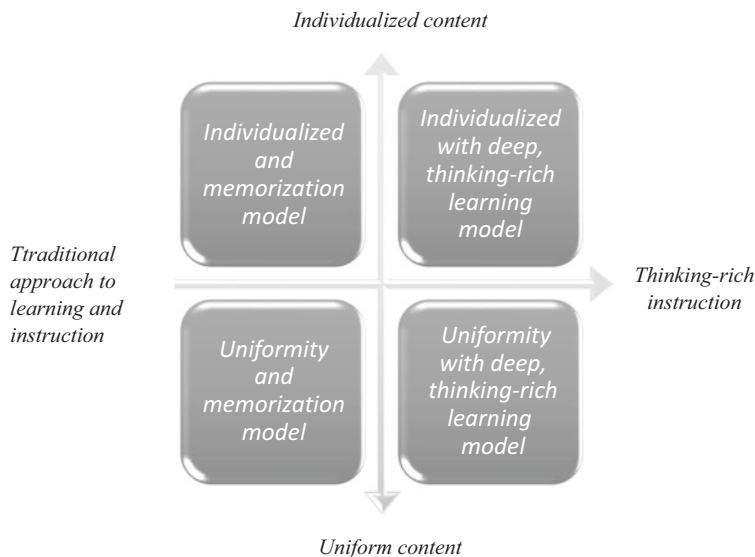 Individualized content
Individualized
and
memorization
model
Individualized
with deep,
thinking-rich
learning
model
Ttraditional
approach to
learning and
instruction
Thinking-rich
instruction
Uniformity
and
memorization
model
Uniformity
with deep,
thinking-rich
learning
model
Uniform content